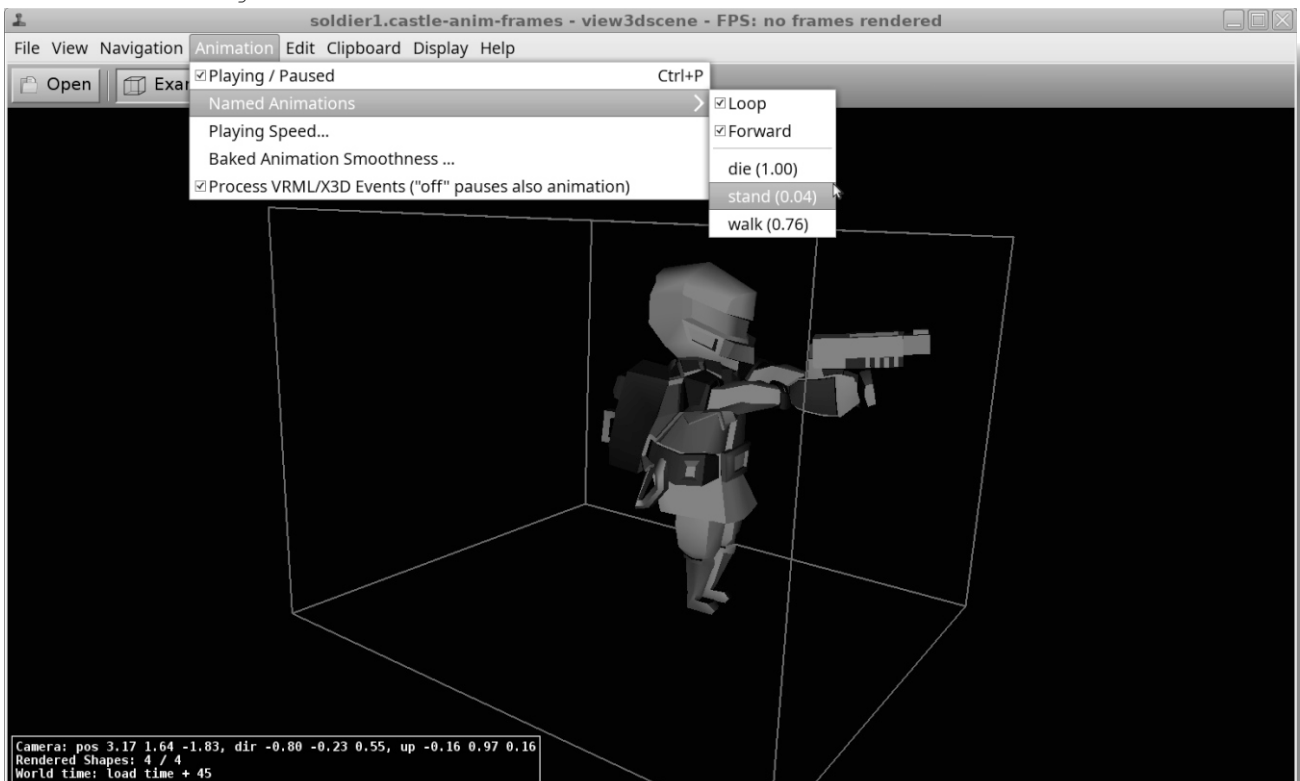 soldier1.castle-anim-frames - view3dscene - FPS: no frames rendered
File View Navigation Animation Edit Clipboard Display Help
Open
Playing / Paused Ctrl+P
Named Animations
Playing Speed...
Baked Animation Smoothness ...
Process VRML/X3D Events ("off" pauses also animation)
Loop
Forward
die (1.00)
stand (0.04)
walk (0.76)
Camera: pos 3.17 1.64 -1.83, dir -0.80 -0.23 0.55, up -0.16 0.97 0.16
Rendered Shapes: 4 / 4
World time: load time + 45